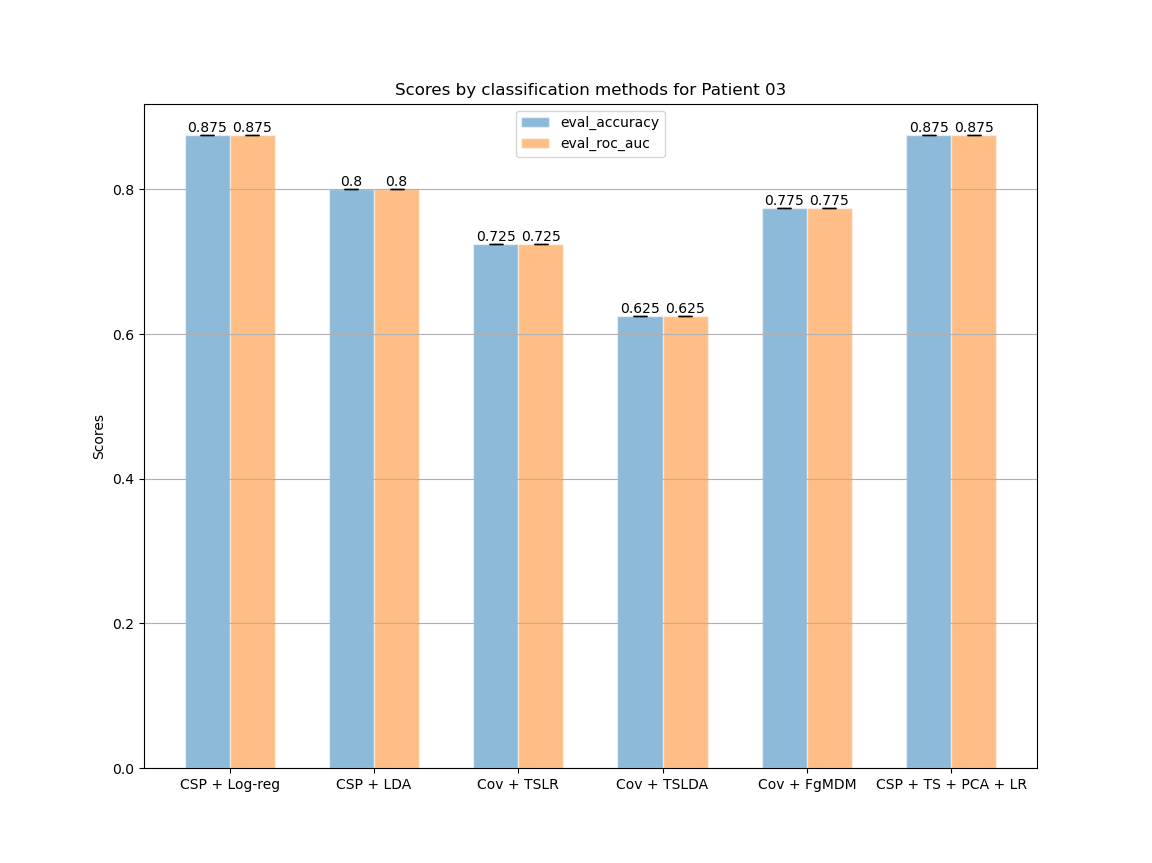 Scores by classification methods for Patient 03
eval_accuracy
eval_roc_auc
0.875 0.875
0.8 0.8
0.725 0.725
0.625 0.625
0.775 0.775
0.875 0.875
Scores
0.8
0.6
0.4
0.2
0.0
CSP + Log-reg
CSP + LDA
Cov + TSLR
Cov + TSLDA
Cov + FgMDM
CSP + TS + PCA + LR